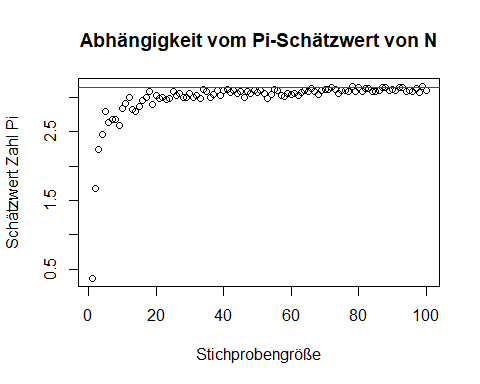 Abhängigkeit vom Pi-Schätzwert von N
Schätzwert Zahl Pi
2.5
1.5
0.5
0 20 40 60 80 100
Stichprobengröße